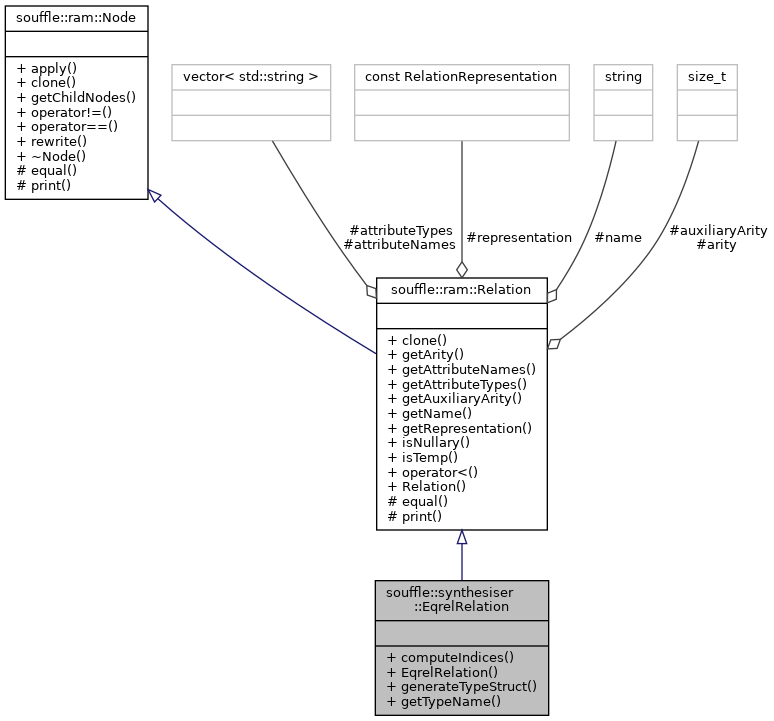 souffle::ram::Node
+ apply()
+ clone()
+ getChildNodes()
+ operator!=()
+ operator==()
+ rewrite()
+ ~Node()
# equal()
# print()
vector< std::string >
const RelationRepresentation
string
size_t
#attributeTypes
#attributeNames
#representation
#name
#auxiliaryArity
#arity
souffle::ram::Relation
+ clone()
+ getArity()
+ getAttributeNames()
+ getAttributeTypes()
+ getAuxiliaryArity()
+ getName()
+ getRepresentation()
+ isNullary()
+ isTemp()
+ operator<()
+ Relation()
# equal()
# print()
souffle::synthesiser
::EqrelRelation
+ computeIndices()
+ EqrelRelation()
+ generateTypeStruct()
+ getTypeName()